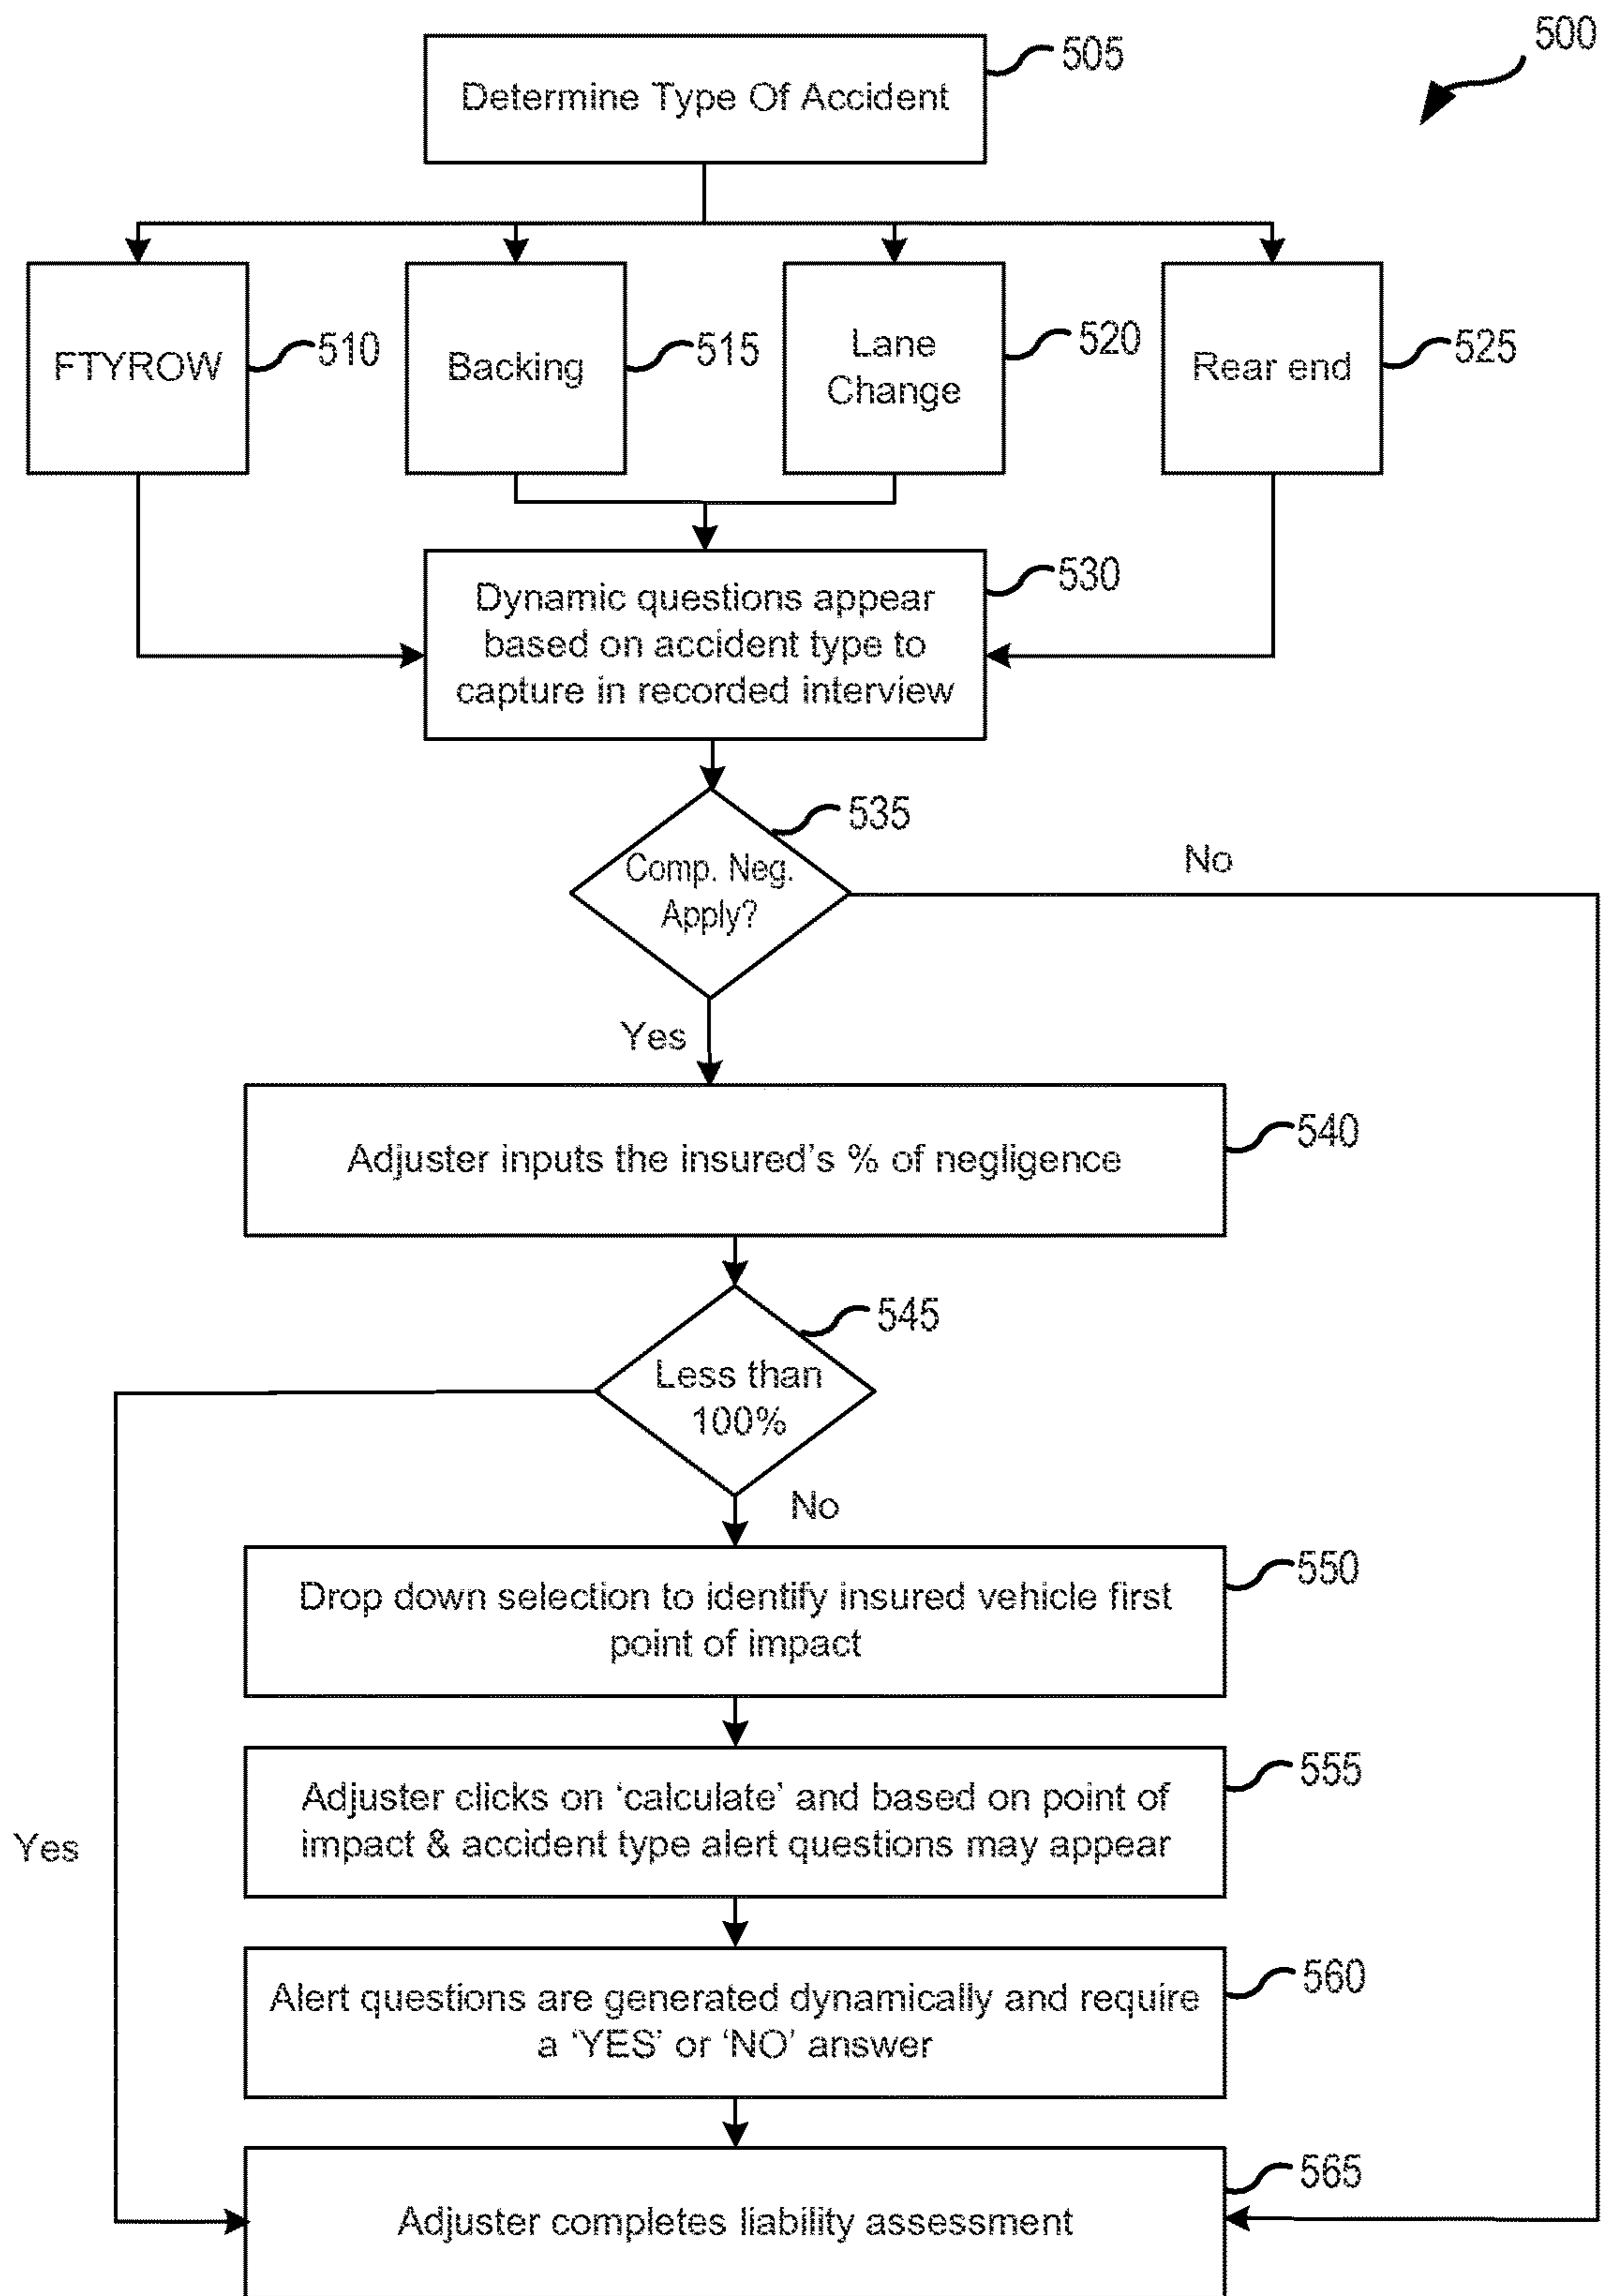 500
Determine Type Of Accident
505
FTYROW
510
Backing
515
Lane
Change
520
Rear end
525
Dynamic questions appear
based on accident type to
capture in recorded interview
530
Comp. Neg.
Apply?
535
No
Yes
Adjuster inputs the insured's % of negligence
540
Less than
100%
545
No
Yes
Drop down selection to identify insured vehicle first
point of impact
550
Adjuster clicks on ‘calculate’ and based on point of
impact & accident type alert questions may appear
555
Alert questions are generated dynamically and require
a ‘YES’ or ‘NO’ answer
560
Adjuster completes liability assessment
565